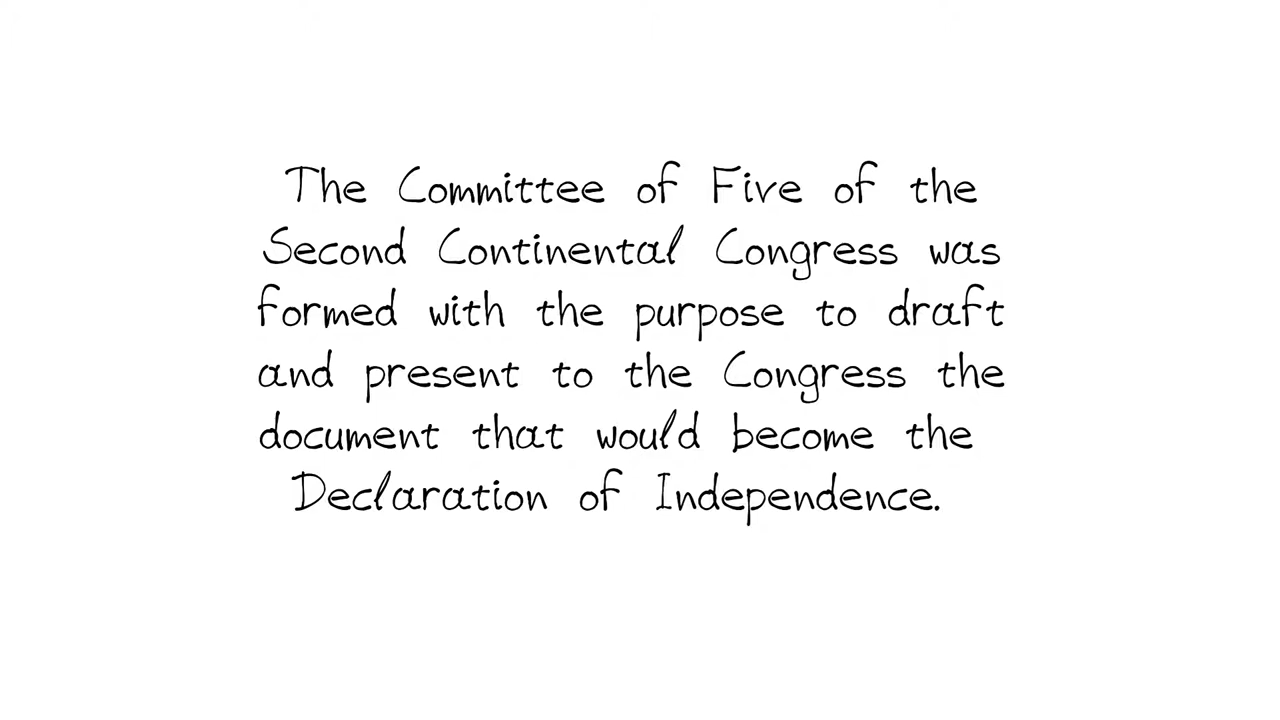 The Committee of Five of the
Second Continental Congress was
formed with the purpose to draft
and present to the Congress the
document that would become the
Declaration of Independence.